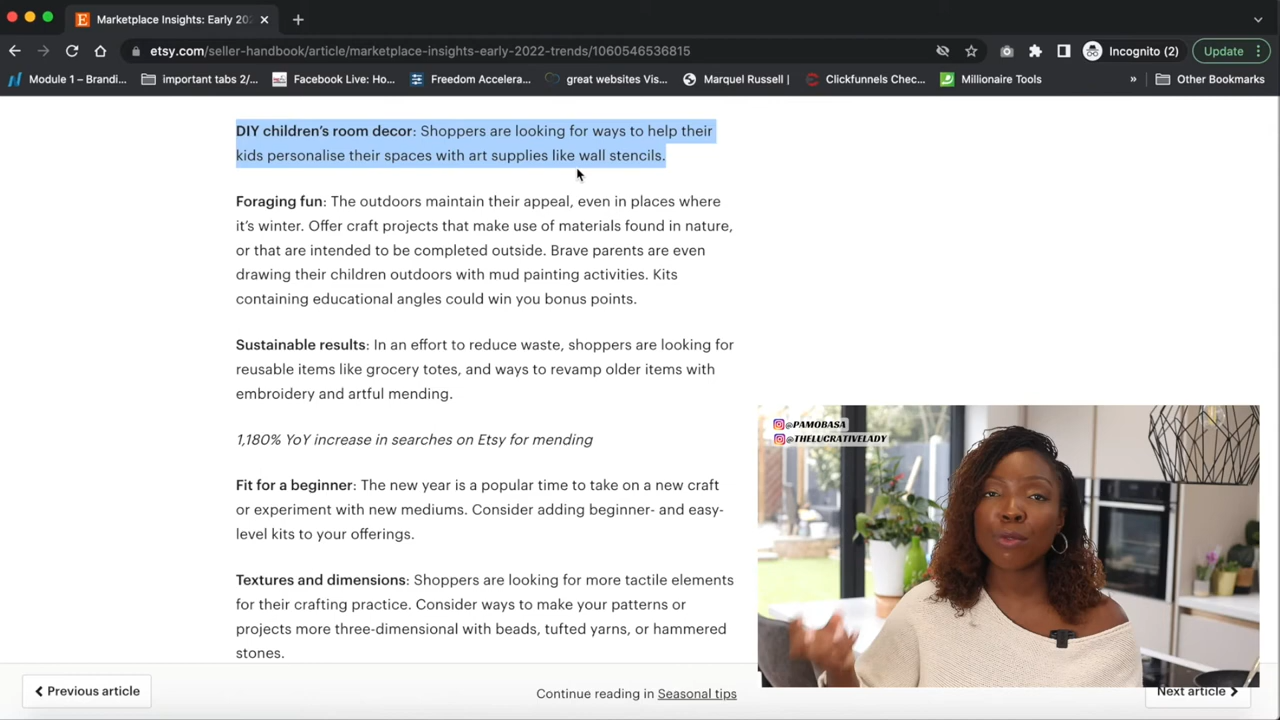 Marketplace Insights: Early 202
etsy.com/seller-handbook/article/marketplace-insights-early-2022-trends/1060546536815
Incognito (2)
Update
Module 1 – Brandi...
important tabs 2/...
Facebook Live: Ho...
Freedom Accelera...
great websites Vis...
Marquel Russell |
Clickfunnels Chec...
Millionaire Tools
»
Other Bookmarks
DIY children's room decor: Shoppers are looking for ways to help their
kids personalise their spaces with art supplies like wall stencils.
Foraging fun: The outdoors maintain their appeal, even in places where
it's winter. Offer craft projects that make use of materials found in nature,
or that are intended to be completed outside. Brave parents are even
drawing their children outdoors with mud painting activities. Kits
containing educational angles could win you bonus points.
Sustainable results: In an effort to reduce waste, shoppers are looking for
reusable items like grocery totes, and ways to revamp older items with
embroidery and artful mending.
1,180% YoY increase in searches on Etsy for mending
Fit for a beginner: The new year is a popular time to take on a new craft
or experiment with new mediums. Consider adding beginner- and easy-
level kits to your offerings.
Textures and dimensions: Shoppers are looking for more tactile elements
for their crafting practice. Consider ways to make your patterns or
projects more three-dimensional with beads, tufted yarns, or hammered
stones.
@PAMOBASA
@THELUCRATIVELADY
Previous article
Continue reading in Seasonal tips
Next article